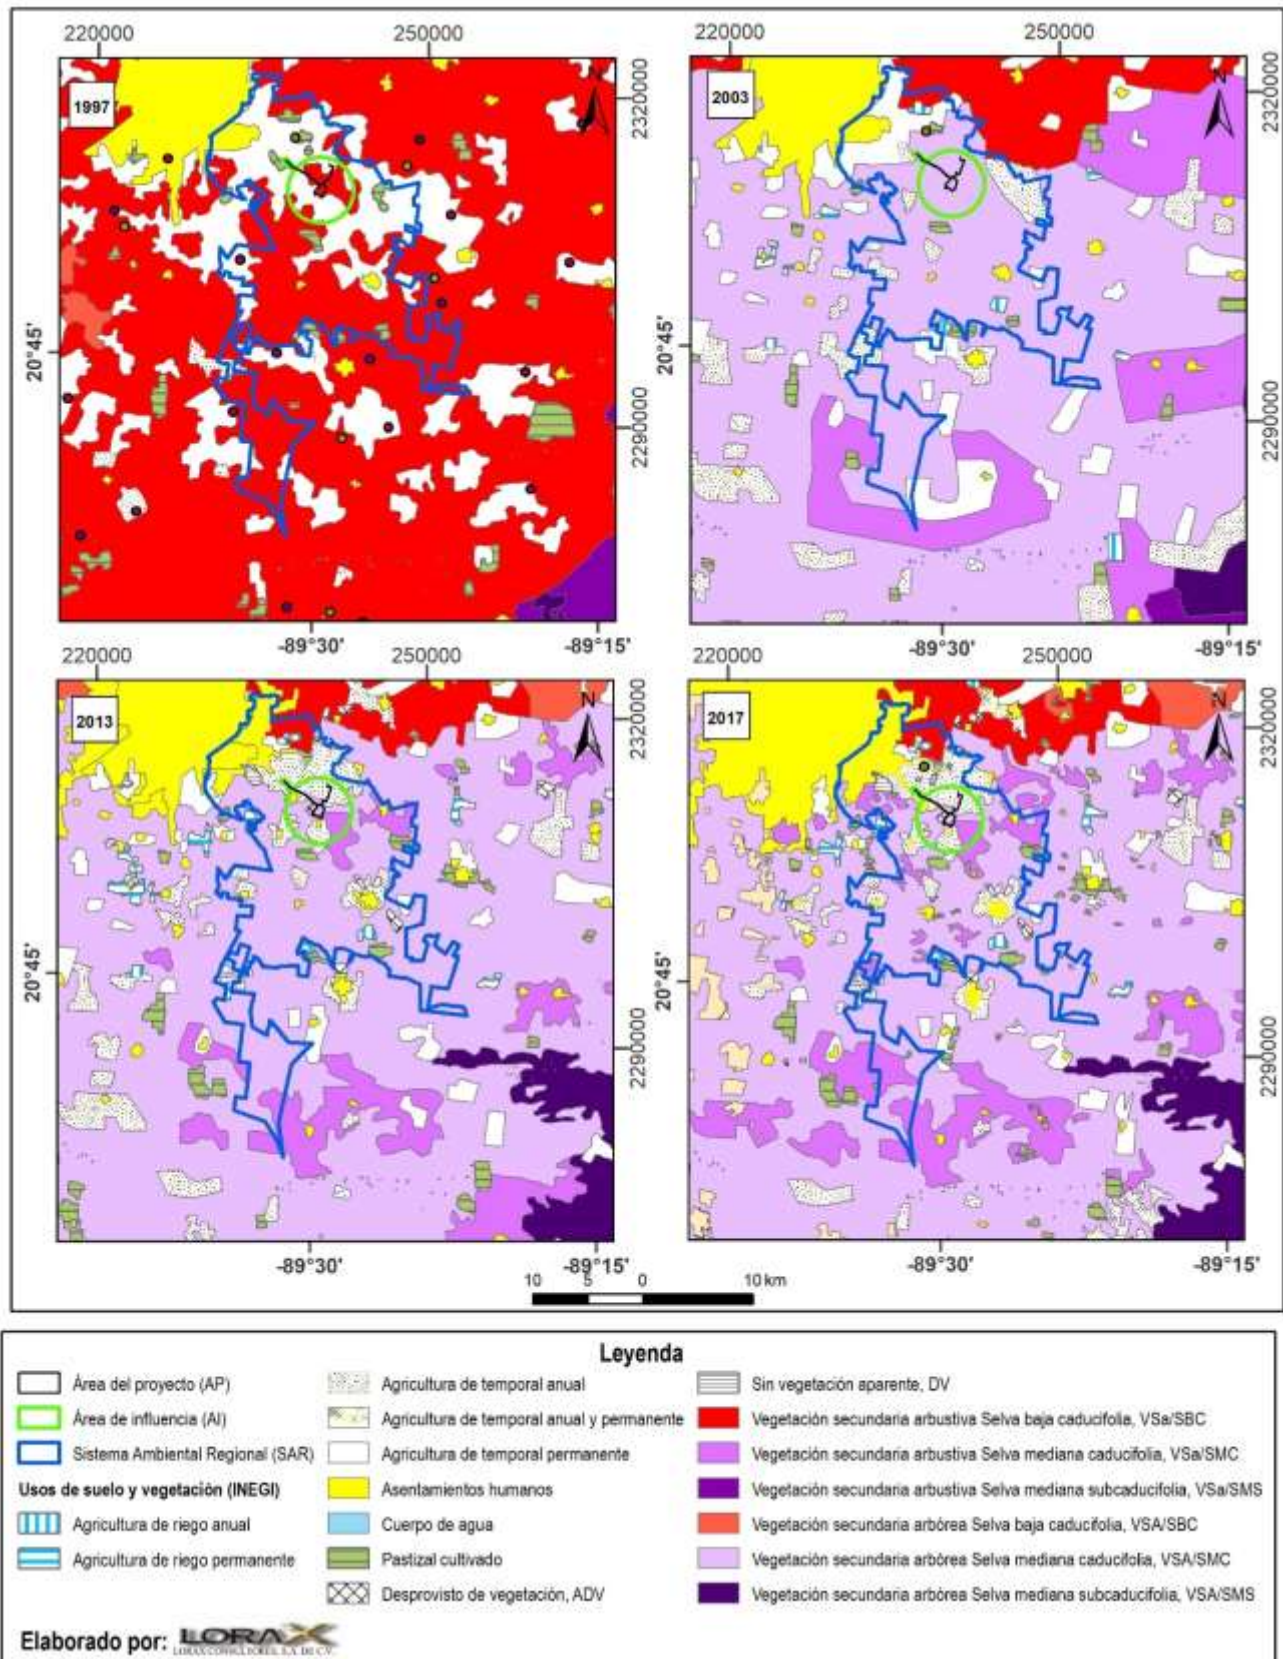 220000 250000
220000 250000
1997
N
2320000
2003
N
2320000
20°45'
20°45'
2290000
2290000
-89°30' -89°15'
-89°30' -89°15'
220000 250000
220000 250000
2013
N
2320000
2017
N
2320000
20°45'
20°45'
2290000
2290000
-89°30' -89°15'
-89°30' -89°15'
10 5 0 10 km
Leyenda
Área del proyecto (AP)
Área de influencia (AI)
Sistema Ambiental Regional (SAR)
Usos de suelo y vegetación (INEGI)
Agricultura de riego anual
Agricultura de riego permanente
Agricultura de temporal anual
Agricultura de temporal anual y permanente
Agricultura de temporal permanente
Asentamientos humanos
Cuerpo de agua
Pastizal cultivado
Desprovisto de vegetación, ADV
Sin vegetación aparente, DV
Vegetación secundaria arbustiva Selva baja caducifolia, VSa/SBC
Vegetación secundaria arbustiva Selva mediana caducifolia, VSa/SMC
Vegetación secundaria arbustiva Selva mediana subcaducifolia, VSa/SMS
Vegetación secundaria arbórea Selva baja caducifolia, VSA/SBC
Vegetación secundaria arbórea Selva mediana caducifolia, VSA/SMC
Vegetación secundaria arbórea Selva mediana subcaducifolia, VSA/SMS
Elaborado por: LORAX
LORAX CONSULTORES, S.A. DE C.V.